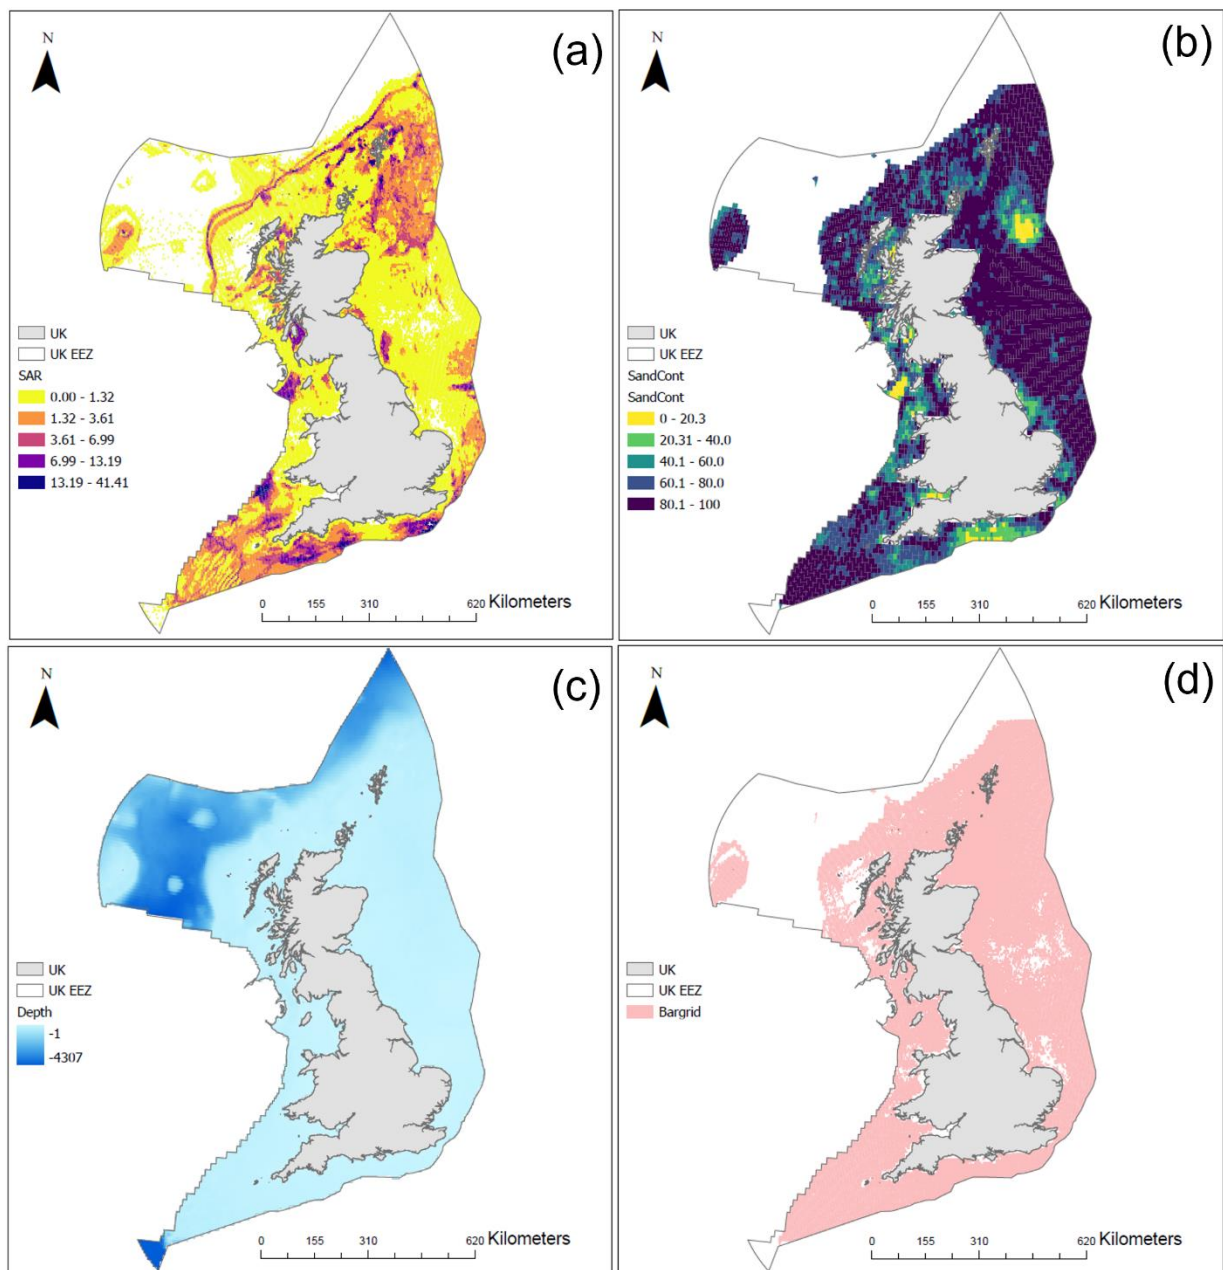 N
(a)
UK
UK EEZ
SAR
0.00 - 1.32
1.32 - 3.61
3.61 - 6.99
6.99 - 13.19
13.19 - 41.41
0 155 310 620 Kilometers
N
(b)
UK
UK EEZ
SandCont
SandCont
0 - 20.3
20.31 - 40.0
40.1 - 60.0
60.1 - 80.0
80.1 - 100
0 155 310 620 Kilometers
N
(c)
UK
UK EEZ
Depth
-1
-4307
0 155 310 620 Kilometers
N
(d)
UK
UK EEZ
Bargrid
0 155 310 620 Kilometers